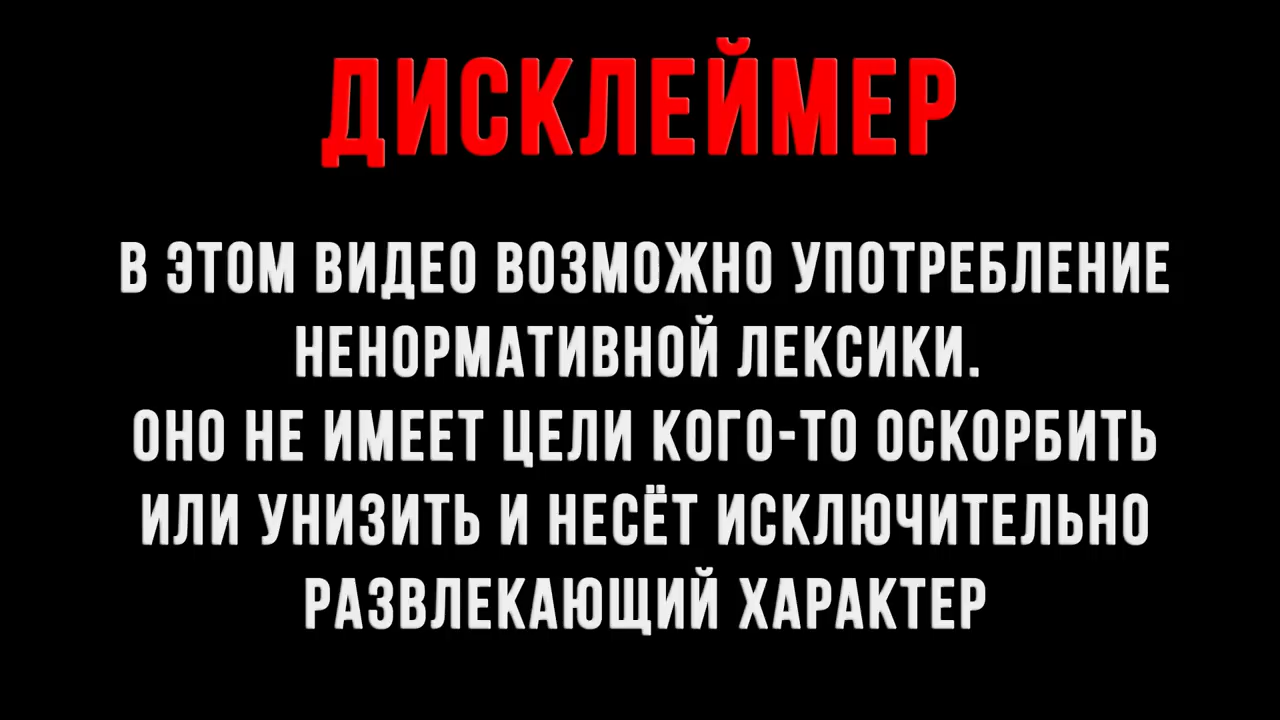 ДИСКЛЕЙМЕР
В ЭТОМ ВИДЕО ВОЗМОЖНО УПОТРЕБЛЕНИЕ
НЕНОРМАТИВНОЙ ЛЕКСИКИ.
ОНО НЕ ИМЕЕТ ЦЕЛИ КОГО-ТО ОСКОРБИТЬ
ИЛИ УНИЗИТЬ И НЕСЁТ ИСКЛЮЧИТЕЛЬНО
РАЗВЛЕКАЮЩИЙ ХАРАКТЕР